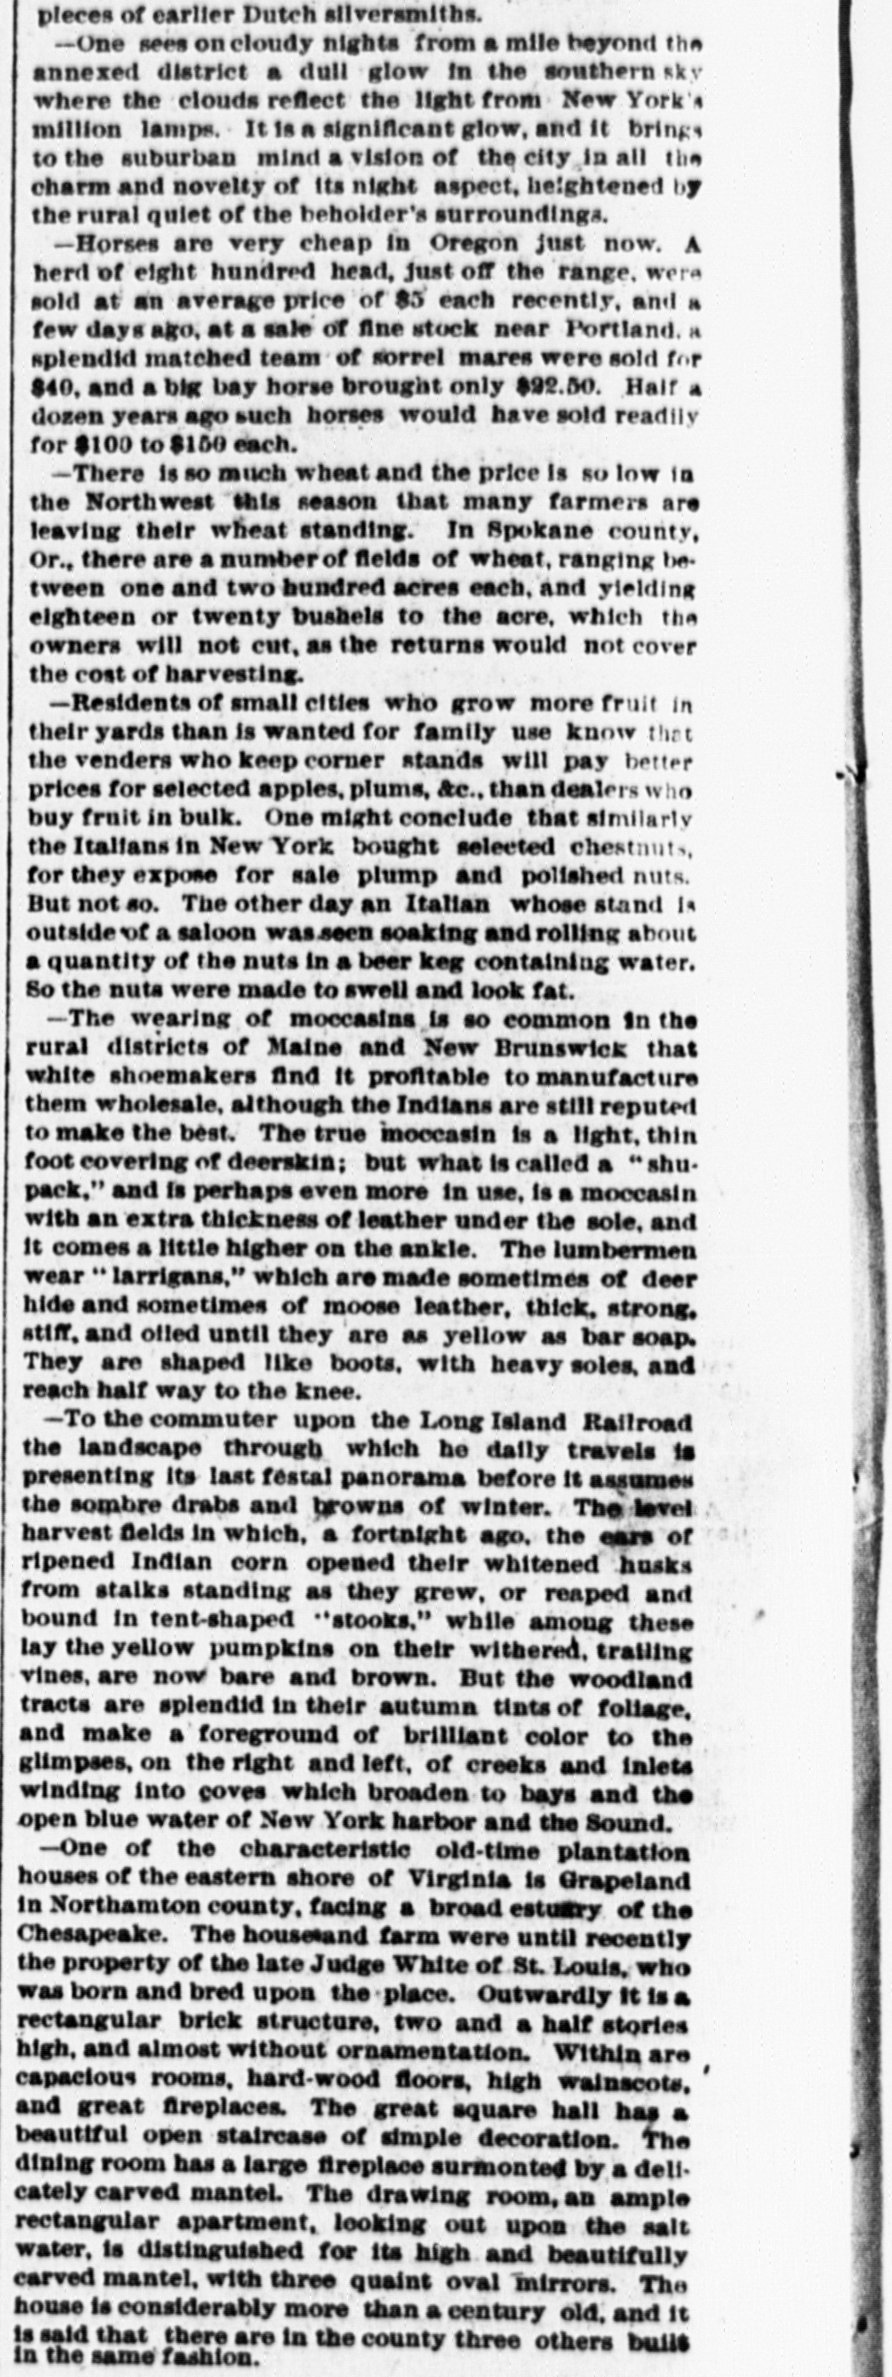 pieces of earlier Dutch silversmiths.
—One sees on cloudy nights from a mile beyond the
annexed district a dull glow in the southern sky
where the clouds reflect the light from New York's
million lamps. It is a significant glow, and it brings
to the suburban mind a vision of the city in all the
charm and novelty of its night aspect, heightened by
the rural quiet of the beholder's surroundings.
—Horses are very cheap in Oregon just now. A
herd of eight hundred head, just off the range, were
sold at an average price of $5 each recently, and a
few days ago, at a sale of fine stock near Portland, a
splendid matched team of sorrel mares were sold for
$40, and a big bay horse brought only $22.50. Half a
dozen years ago such horses would have sold readily
for $100 to $150 each.
—There is so much wheat and the price is so low in
the Northwest this season that many farmers are
leaving their wheat standing. In Spokane county,
Or., there are a number of fields of wheat, ranging be-
tween one and two hundred acres each, and yielding
eighteen or twenty bushels to the acre, which the
owners will not cut, as the returns would not cover
the cost of harvesting.
—Residents of small cities who grow more fruit in
their yards than is wanted for family use know that
the venders who keep corner stands will pay better
prices for selected apples, plums, &c., than dealers who
buy fruit in bulk. One might conclude that similarly
the Italians in New York bought selected chestnuts,
for they expose for sale plump and polished nuts.
But not so. The other day an Italian whose stand is
outside of a saloon was seen soaking and rolling about
a quantity of the nuts in a beer keg containing water.
So the nuts were made to swell and look fat.
—The wearing of moccasins is so common in the
rural districts of Maine and New Brunswick that
white shoemakers find it profitable to manufacture
them wholesale, although the Indians are still reputed
to make the best. The true moccasin is a light, thin
foot covering of deerskin; but what is called a "shu-
pack," and is perhaps even more in use, is a moccasin
with an extra thickness of leather under the sole, and
it comes a little higher on the ankle. The lumbermen
wear "larrigans," which are made sometimes of deer
hide and sometimes of moose leather, thick, strong,
stiff, and oiled until they are as yellow as bar soap.
They are shaped like boots, with heavy soles, and
reach half way to the knee.
—To the commuter upon the Long Island Railroad
the landscape through which he daily travels is
presenting its last festal panorama before it assumes
the sombre drabs and browns of winter. The level
harvest fields in which, a fortnight ago, the ears of
ripened Indian corn opened their whitened husks
from stalks standing as they grew, or reaped and
bound in tent-shaped "stooks," while among these
lay the yellow pumpkins on their withered, trailing
vines, are now bare and brown. But the woodland
tracts are splendid in their autumn tints of foliage,
and make a foreground of brilliant color to the
glimpses, on the right and left, of creeks and inlets
winding into coves which broaden to bays and the
open blue water of New York harbor and the Sound.
—One of the characteristic old-time plantation
houses of the eastern shore of Virginia is Grapeland
in Northamton county, facing a broad estuary of the
Chesapeake. The house and farm were until recently
the property of the late Judge White of St. Louis, who
was born and bred upon the place. Outwardly it is a
rectangular brick structure, two and a half stories
high, and almost without ornamentation. Within are
capacious rooms, hard-wood floors, high wainscots,
and great fireplaces. The great square hall has a
beautiful open staircase of simple decoration. The
dining room has a large fireplace surmonted by a deli-
cately carved mantel. The drawing room, an ample
rectangular apartment, looking out upon the salt
water, is distinguished for its high and beautifully
carved mantel, with three quaint oval mirrors. The
house is considerably more than a century old, and it
is said that there are in the county three others built
in the same fashion.